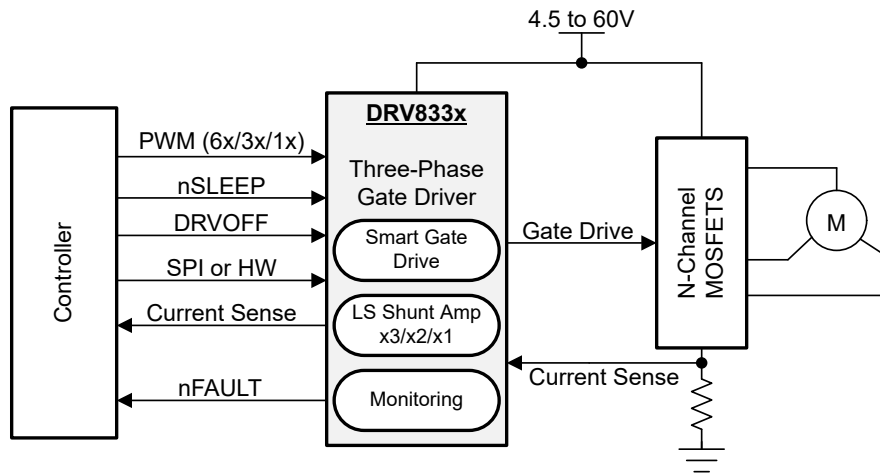 4.5 to 60V
DRV833x
Three-Phase
Gate Driver
Smart Gate
Drive
LS Shunt Amp
x3/x2/x1
Monitoring
Controller
PWM (6x/3x/1x)
nSLEEP
DRVOFF
SPI or HW
Current Sense
nFAULT
Gate Drive
Current Sense
N-Channel
MOSFETS
M